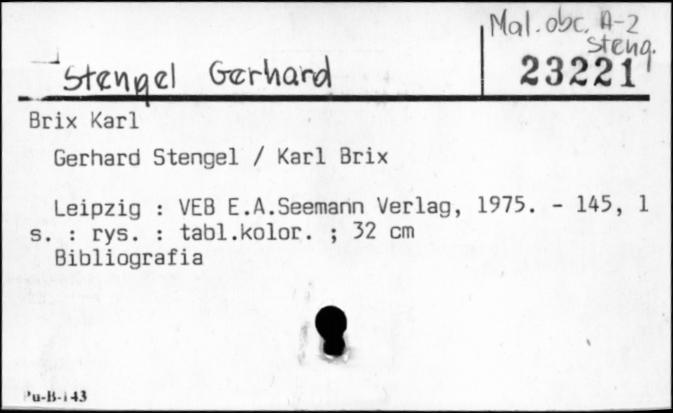 Mal. obc. A-2
Steng.
Stengel Gerhard
23221
Brix Karl
Gerhard Stengel / Karl Brix
Leipzig : VEB E.A.Seemann Verlag, 1975. - 145, 1
s. : rys. : tabl.kolor. ; 32 cm
Bibliografia
Pu-B-143